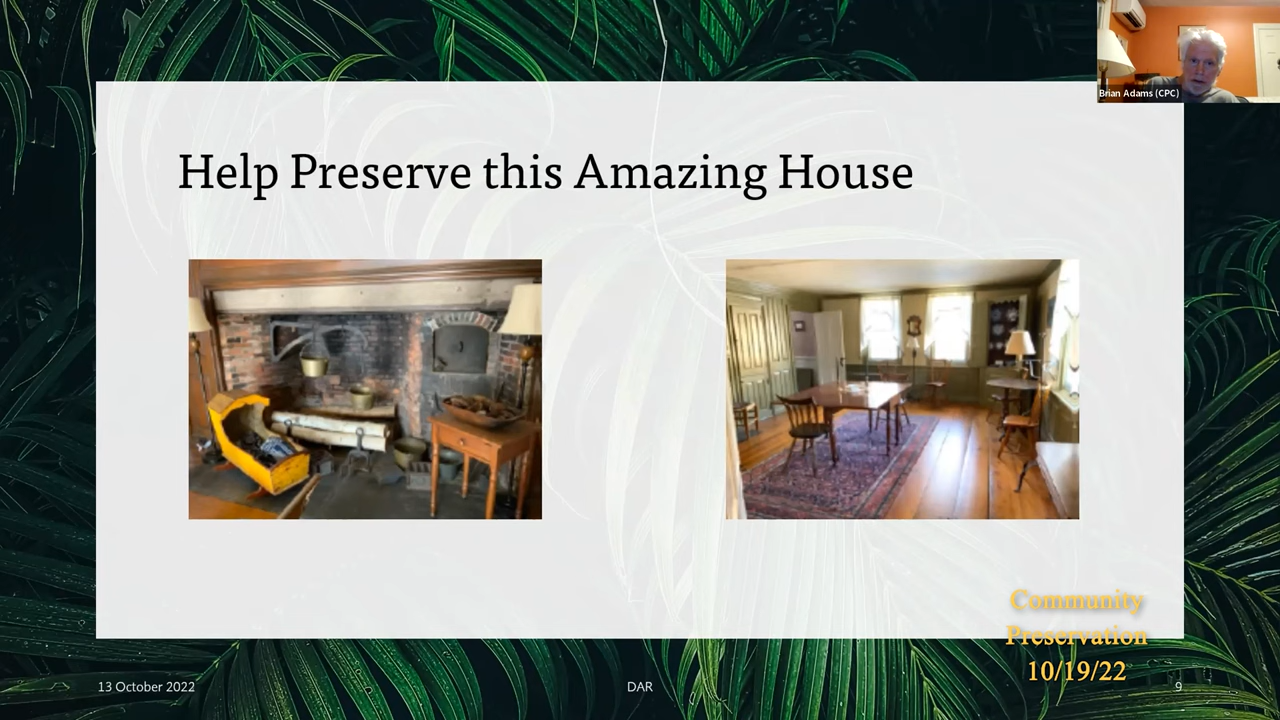 Brian Adams (CPC)
Help Preserve this Amazing House
Community
Preservation
10/19/22
13 October 2022
DAR
9